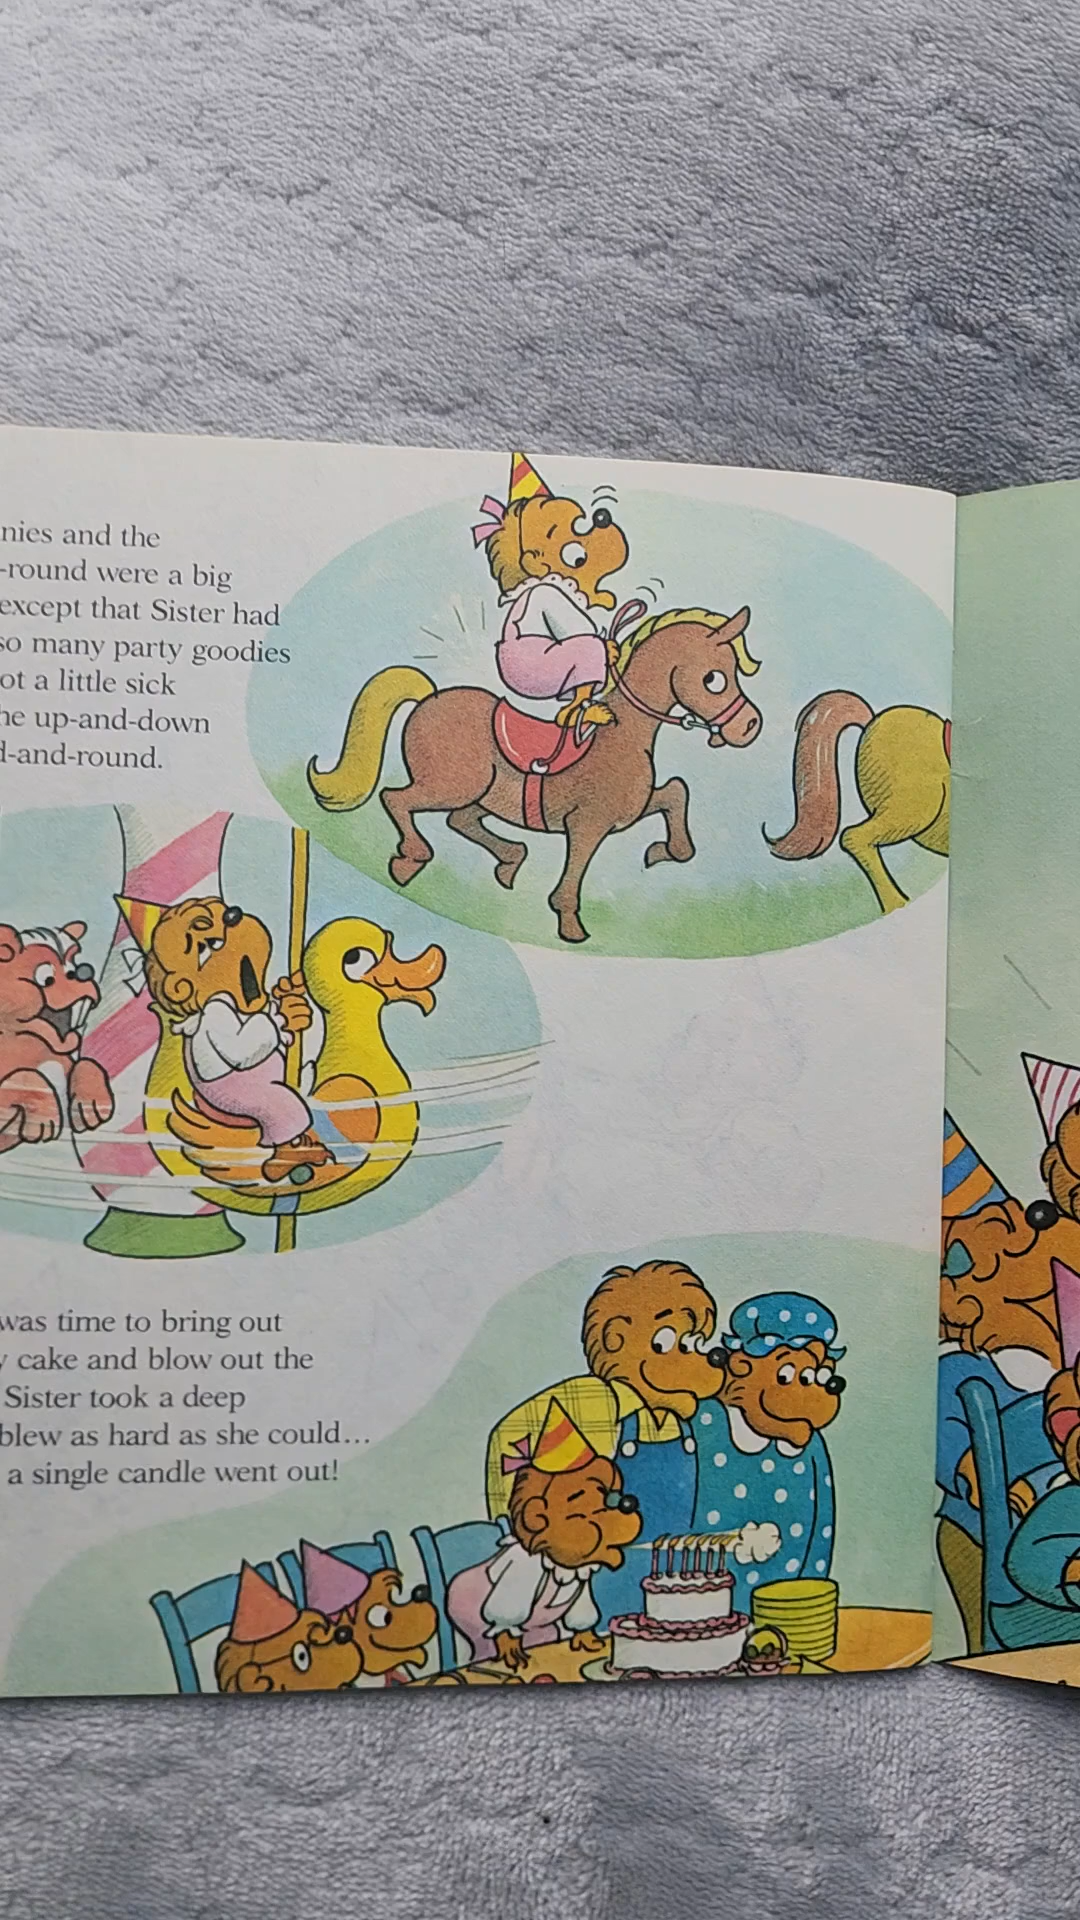 nies and the
-round were a big
except that Sister had
so many party goodies
ot a little sick
he up-and-down
d-and-round.
was time to bring out
y cake and blow out the
Sister took a deep
blew as hard as she could...
a single candle went out!